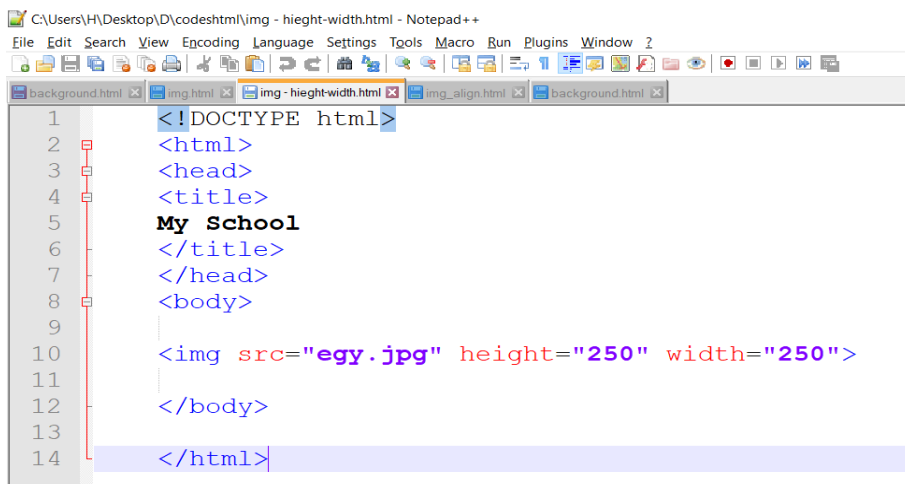 C:\Users\H\Desktop\D\codeshtml\img - hieght-width.html - Notepad++
File Edit Search View Encoding Language Settings Tools Macro Run Plugins Window ?
background.html img.html img - hieght-width.html img_align.html background.html
1 <!DOCTYPE html>
2 <html>
3 <head>
4 <title>
5 My School
6 </title>
7 </head>
8 <body>
9
10 <img src="egy.jpg" height="250" width="250">
11
12 </body>
13
14 </html>